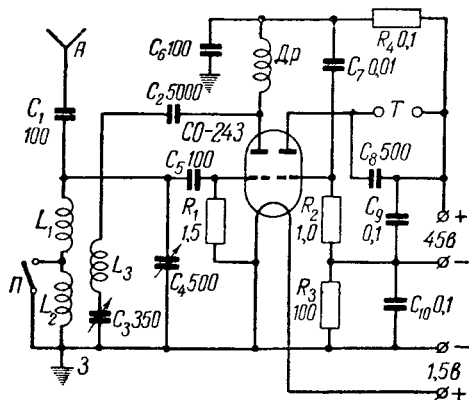 А
C₁
100
C₆ 100
C₂ 5000
Др
СО-243
C₅ 100
R₄ 0,1
C₇ 0,01
Т
C₈ 500
R₁
1,5
R₂
1,0
C₉
0,1
+
45в
−
L₁
L₂
П
L₃
C₃ 350
C₄ 500
R₃
100
C₁₀ 0,1
−
1,5в
+
З